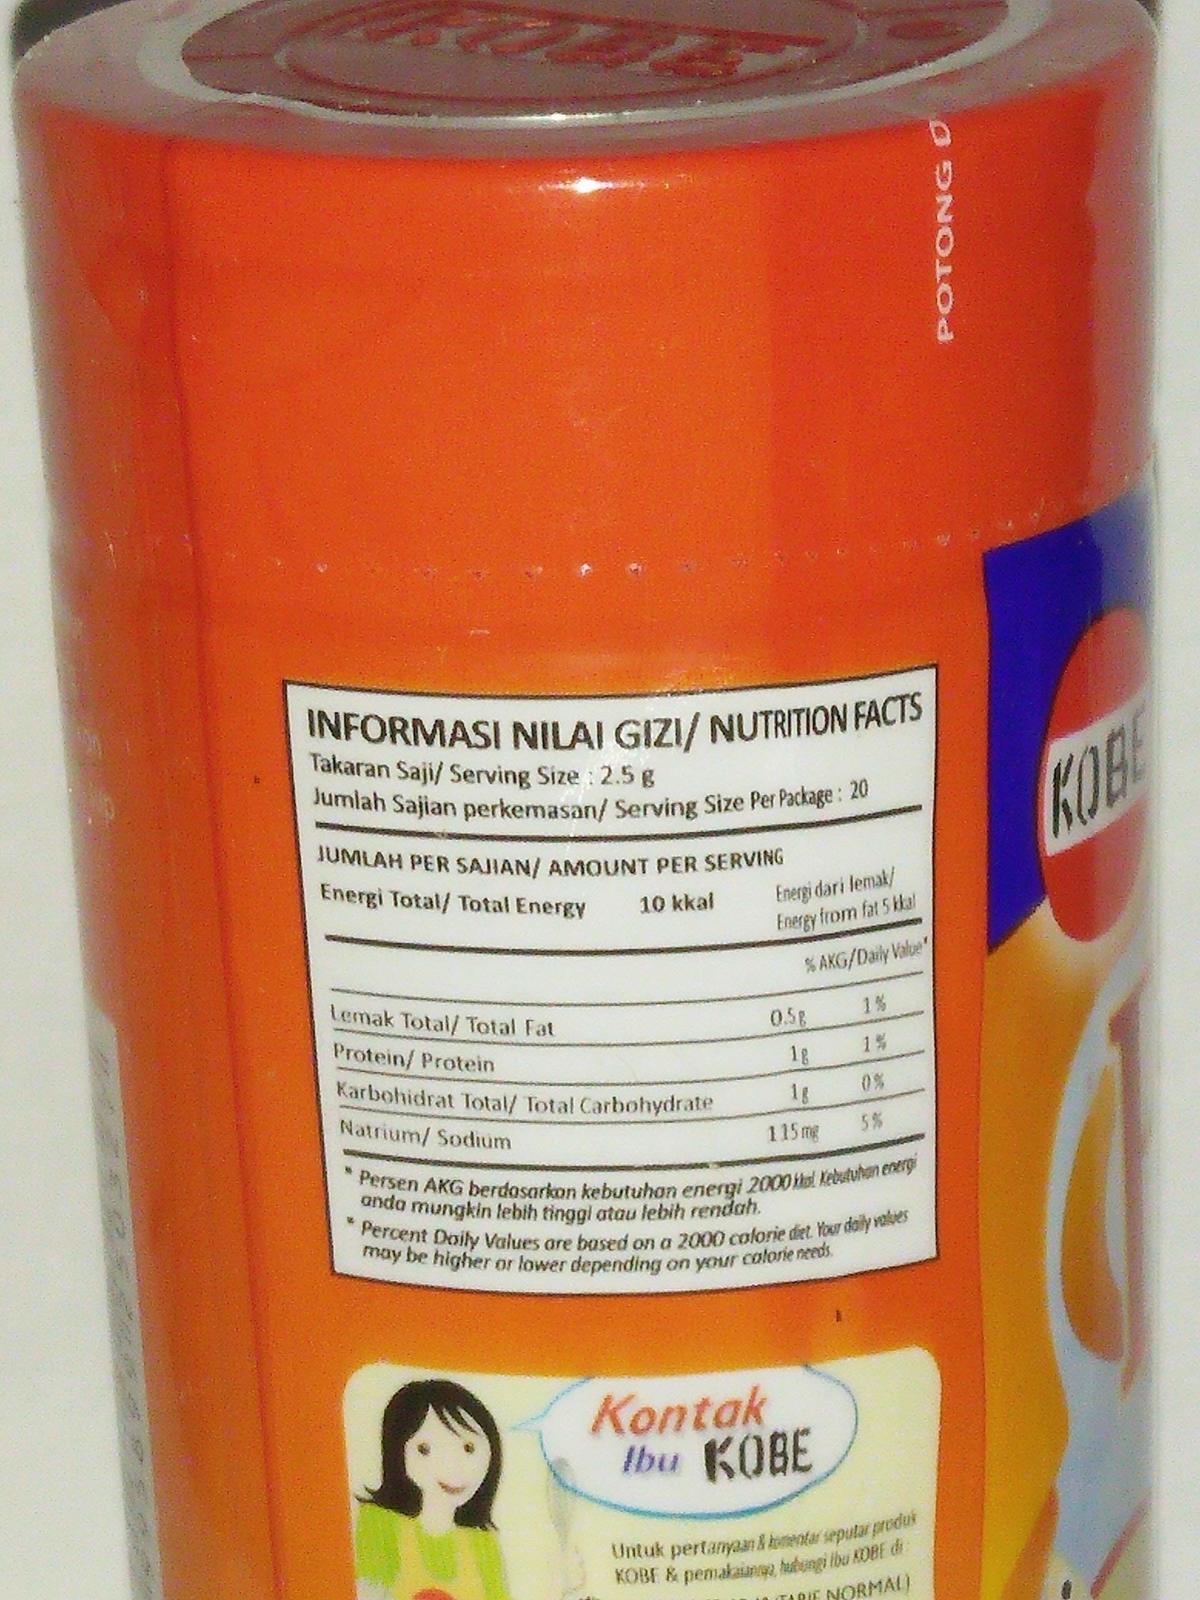 KOBE
POTONG D
INFORMASI NILAI GIZI/ NUTRITION FACTS
Takaran Saji/ Serving Size : 2.5 g
Jumlah Sajian perkemasan/ Serving Size Per Package : 20
JUMLAH PER SAJIAN/ AMOUNT PER SERVING
Energi Total/ Total Energy 10 kkal Energi dari lemak/
Energy from fat 5 kkal
% AKG/Daily Value*
Lemak Total/ Total Fat 0.5g 1%
Protein/ Protein 1g 1%
Karbohidrat Total/ Total Carbohydrate 1g 0%
Natrium/ Sodium 115mg 5%
* Persen AKG berdasarkan kebutuhan energi 2000 kkal. Kebutuhan energi
anda mungkin lebih tinggi atau lebih rendah.
* Percent Daily Values are based on a 2000 calorie diet. Your daily values
may be higher or lower depending on your calorie needs.
KOBE
Kontak
Ibu KOBE
Untuk pertanyaan & komentar seputar produk
KOBE & pemakaiannya, hubungi Ibu KOBE di :
NORMAL)